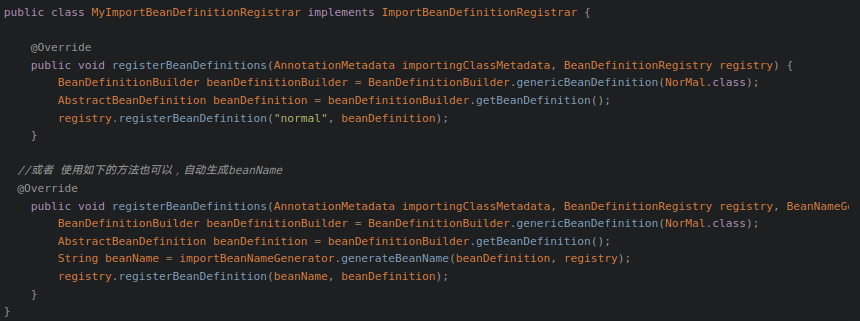 public class MyImportBeanDefinitionRegistrar implements ImportBeanDefinitionRegistrar {
@Override
public void registerBeanDefinitions(AnnotationMetadata importingClassMetadata, BeanDefinitionRegistry registry) {
BeanDefinitionBuilder beanDefinitionBuilder = BeanDefinitionBuilder.genericBeanDefinition(NorMal.class);
AbstractBeanDefinition beanDefinition = beanDefinitionBuilder.getBeanDefinition();
registry.registerBeanDefinition("normal", beanDefinition);
}
//或者 使用如下的方法也可以，自动生成beanName
@Override
public void registerBeanDefinitions(AnnotationMetadata importingClassMetadata, BeanDefinitionRegistry registry, BeanNameG
BeanDefinitionBuilder beanDefinitionBuilder = BeanDefinitionBuilder.genericBeanDefinition(NorMal.class);
AbstractBeanDefinition beanDefinition = beanDefinitionBuilder.getBeanDefinition();
String beanName = importBeanNameGenerator.generateBeanName(beanDefinition, registry);
registry.registerBeanDefinition(beanName, beanDefinition);
}
}